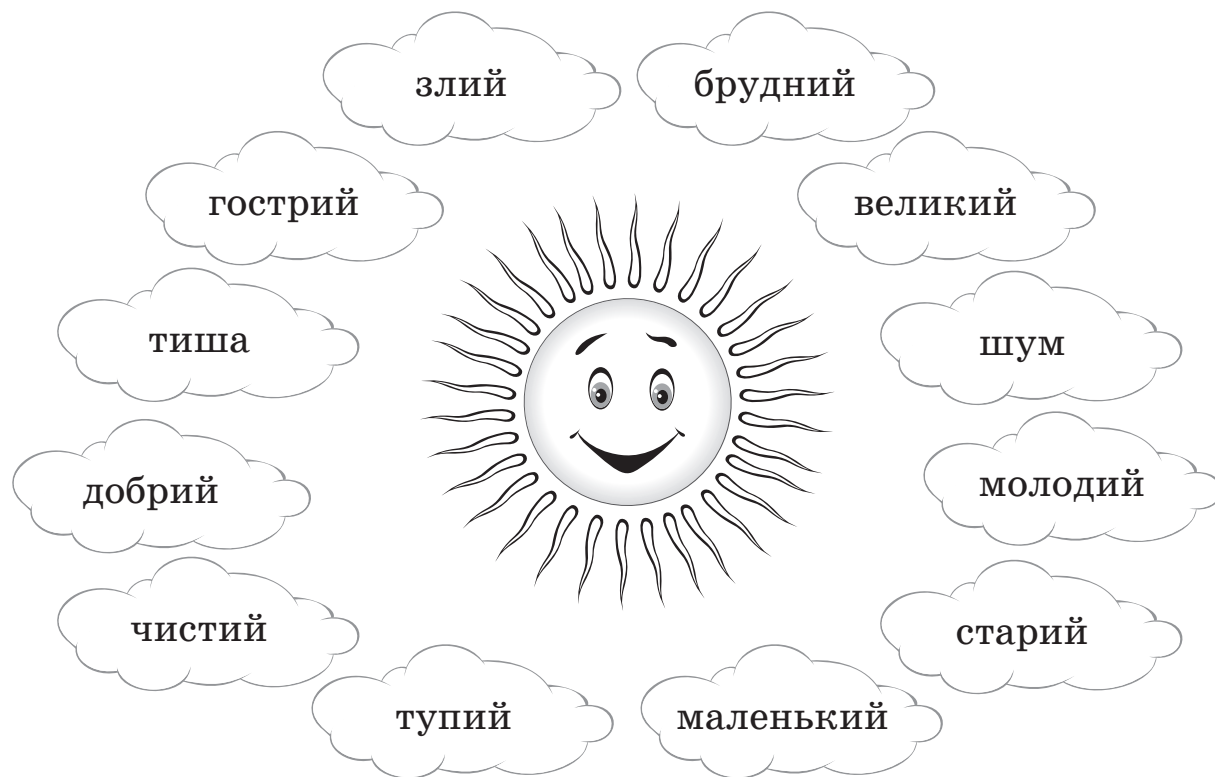 злий
брудний
гострий
великий
тиша
шум
добрий
молодий
чистий
старий
тупий
маленький